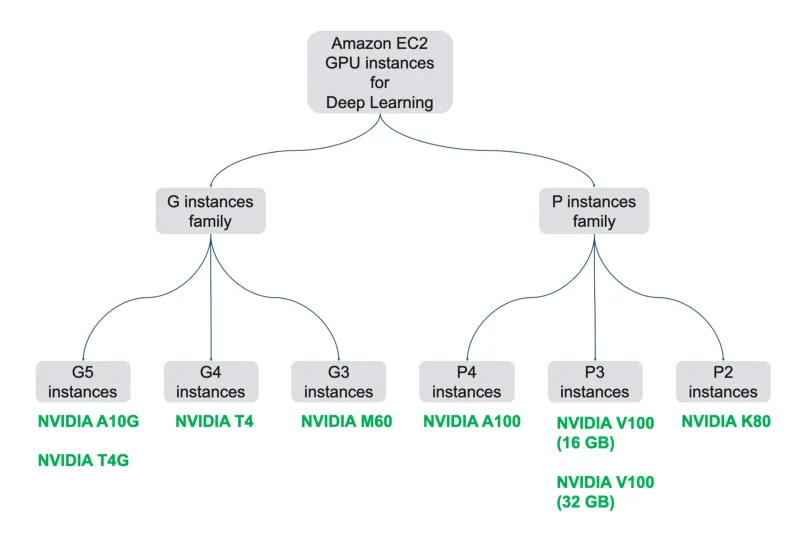 Amazon EC2
GPU instances
for
Deep Learning
G instances
family
P instances
family
G5
instances
G4
instances
G3
instances
P4
instances
P3
instances
P2
instances
NVIDIA A10G
NVIDIA T4G
NVIDIA T4
NVIDIA M60
NVIDIA A100
NVIDIA V100
(16 GB)
NVIDIA V100
(32 GB)
NVIDIA K80